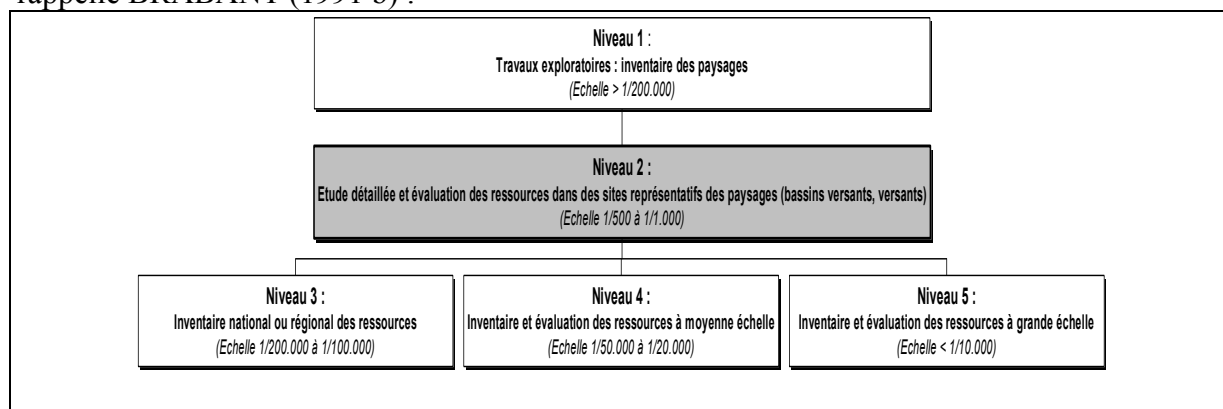 rappelle BRABANT (1991 b) :
Niveau 1 :
Travaux exploratoires : inventaire des paysages
(Echelle > 1/200.000)
Niveau 2 :
Etude détaillée et évaluation des ressources dans des sites représentatifs des paysages (bassins versants, versants)
(Echelle 1/500 à 1/1.000)
Niveau 3 :
Inventaire national ou régional des ressources
(Echelle 1/200.000 à 1/100.000)
Niveau 4 :
Inventaire et évaluation des ressources à moyenne échelle
(Echelle 1/50.000 à 1/20.000)
Niveau 5 :
Inventaire et évaluation des ressources à grande échelle
(Echelle < 1/10.000)